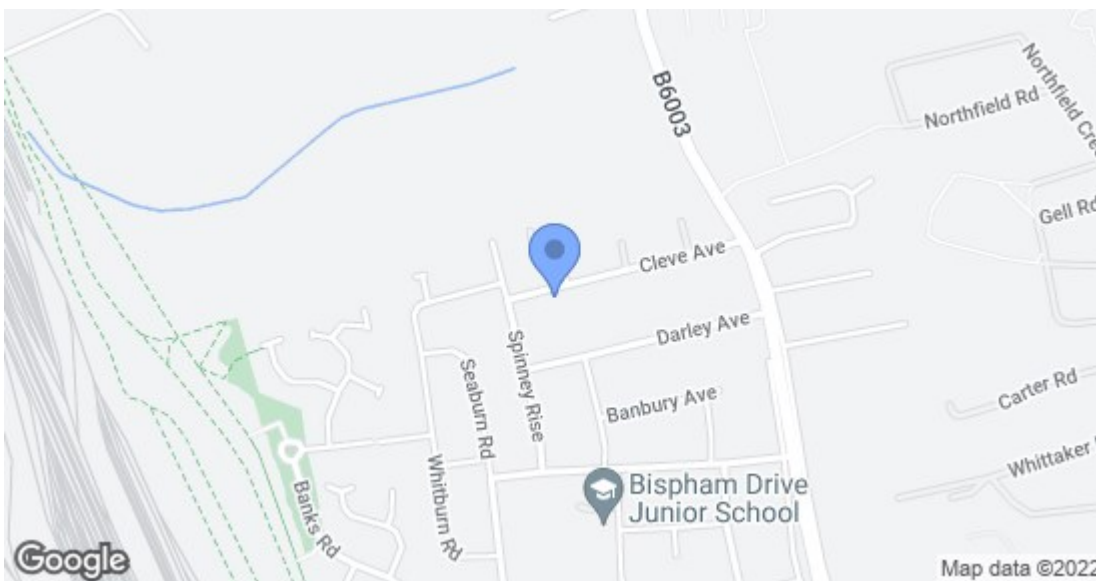 B6003
Northfield Rd
Northfield Cre
Gell Rd
Cleve Ave
Darley Ave
Spinney Rise
Seaburn Rd
Banbury Ave
Carter Rd
Whittaker
Whitburn Rd
Banks Rd
Bispham Drive
Junior School
Google
Map data ©2022